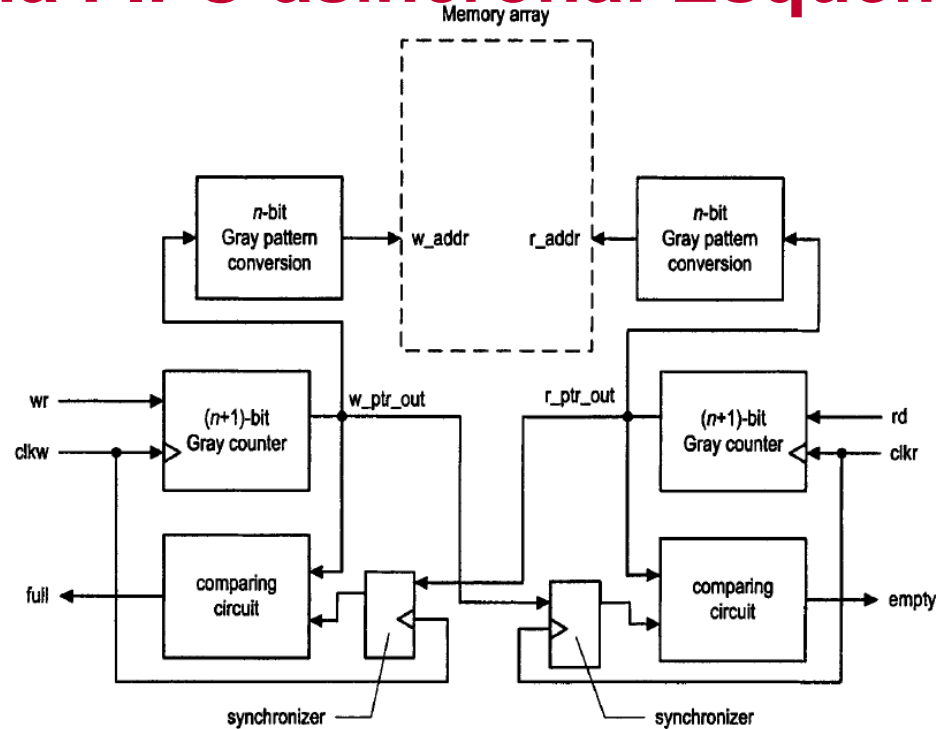 Memory array
n-bit
Gray pattern
conversion
w_addr
r_addr
n-bit
Gray pattern
conversion
wr
clkw
(n+1)-bit
Gray counter
w_ptr_out
r_ptr_out
(n+1)-bit
Gray counter
rd
clkr
full
comparing
circuit
comparing
circuit
empty
synchronizer
synchronizer